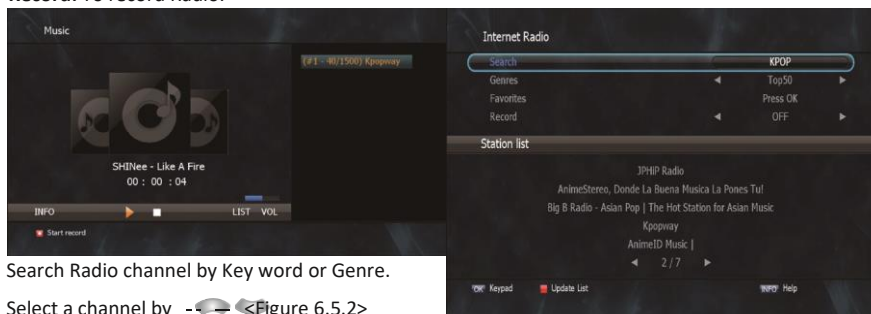 Record: To record Radio.
Music
(#1 - 40/1500) Kpopway
SHINee - Like A Fire
00 : 00 : 04
INFO
LIST VOL
Start record
Search Radio channel by Key word or Genre.
Select a channel by <Figure 6.5.2>
Internet Radio
Search KPOP
Genres ◄ Top50 ►
Favorites Press OK
Record ◄ OFF ►
Station list
JPHiP Radio
AnimeStereo, Donde La Buena Musica La Pones Tu!
Big B Radio - Asian Pop | The Hot Station for Asian Music
Kpopway
AnimeID Music |
◄ 2/7 ►
OK Keypad Update List INFO Help